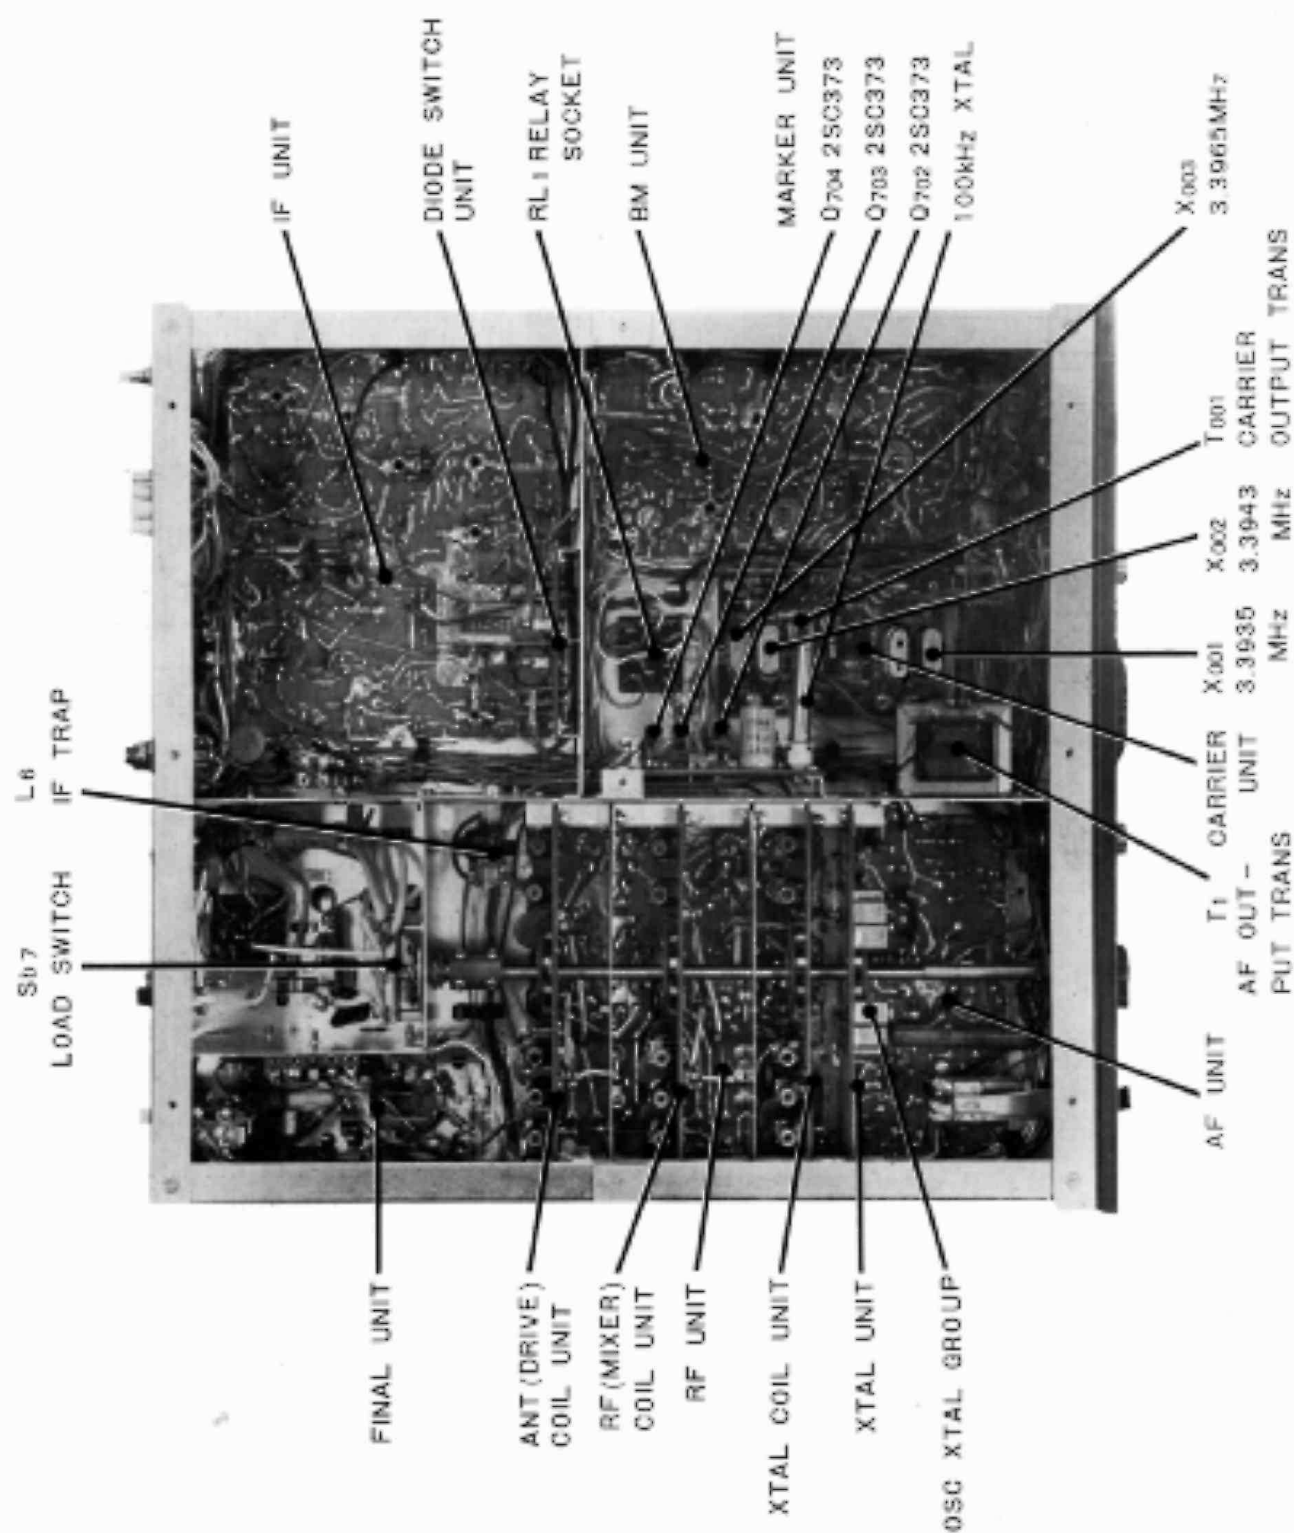 Sb7
LOAD SWITCH
L6
IF TRAP
IF UNIT
DIODE SWITCH
UNIT
RL1 RELAY
SOCKET
BM UNIT
MARKER UNIT
Q704 2SC373
Q703 2SC373
Q702 2SC373
100kHz XTAL
X003
3.3965MHz
FINAL UNIT
ANT (DRIVE)
COIL UNIT
RF (MIXER)
COIL UNIT
RF UNIT
XTAL COIL UNIT
XTAL UNIT
OSC XTAL GROUP
AF UNIT
T1
AF OUT-
PUT TRANS
CARRIER
UNIT
X001
3.3935
MHz
X002
3.3943
MHz
T001
CARRIER
OUTPUT TRANS